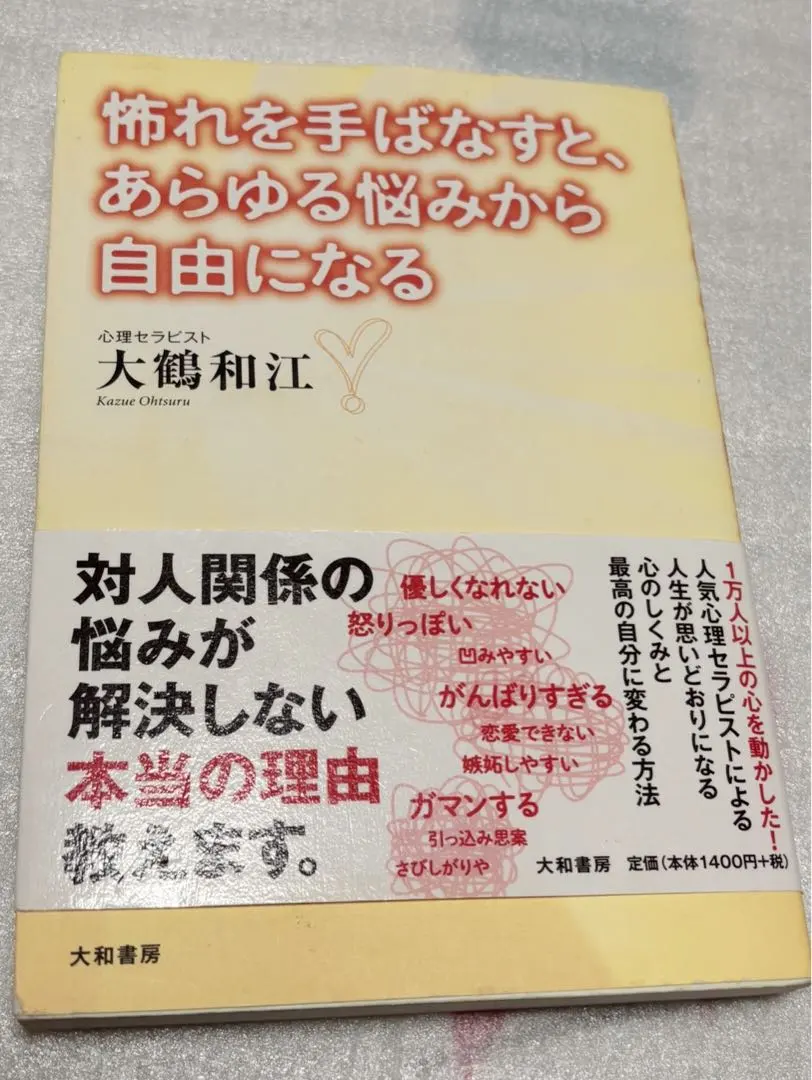 怖れを手ばなすと、
あらゆる悩みから
自由になる
心理セラピスト
大鶴和江
Kazue Ohtsuru
対人関係の
悩みが
解決しない
本当の理由
教えます。
優しくなれない
怒りっぽい
凹みやすい
がんばりすぎる
恋愛できない
嫉妬しやすい
ガマンする
引っ込み思案
さびしがりや
1万人以上の心を動かした!
人気心理セラピストによる
人生が思いどおりになる
心のしくみと
最高の自分に変わる方法
大和書房 定価(本体1400円+税)
大和書房